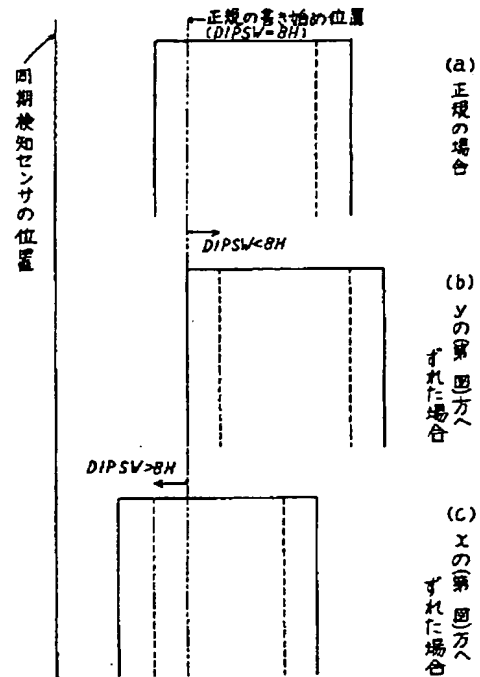 正規の書き始め位置
(DIPSW=8H)
同期検知センサの位置
(a) 正規の場合
DIPSW<8H
(b) yの(第 図)方へ
ずれた場合
DIPSW>8H
(c) xの(第 図)方へ
ずれた場合